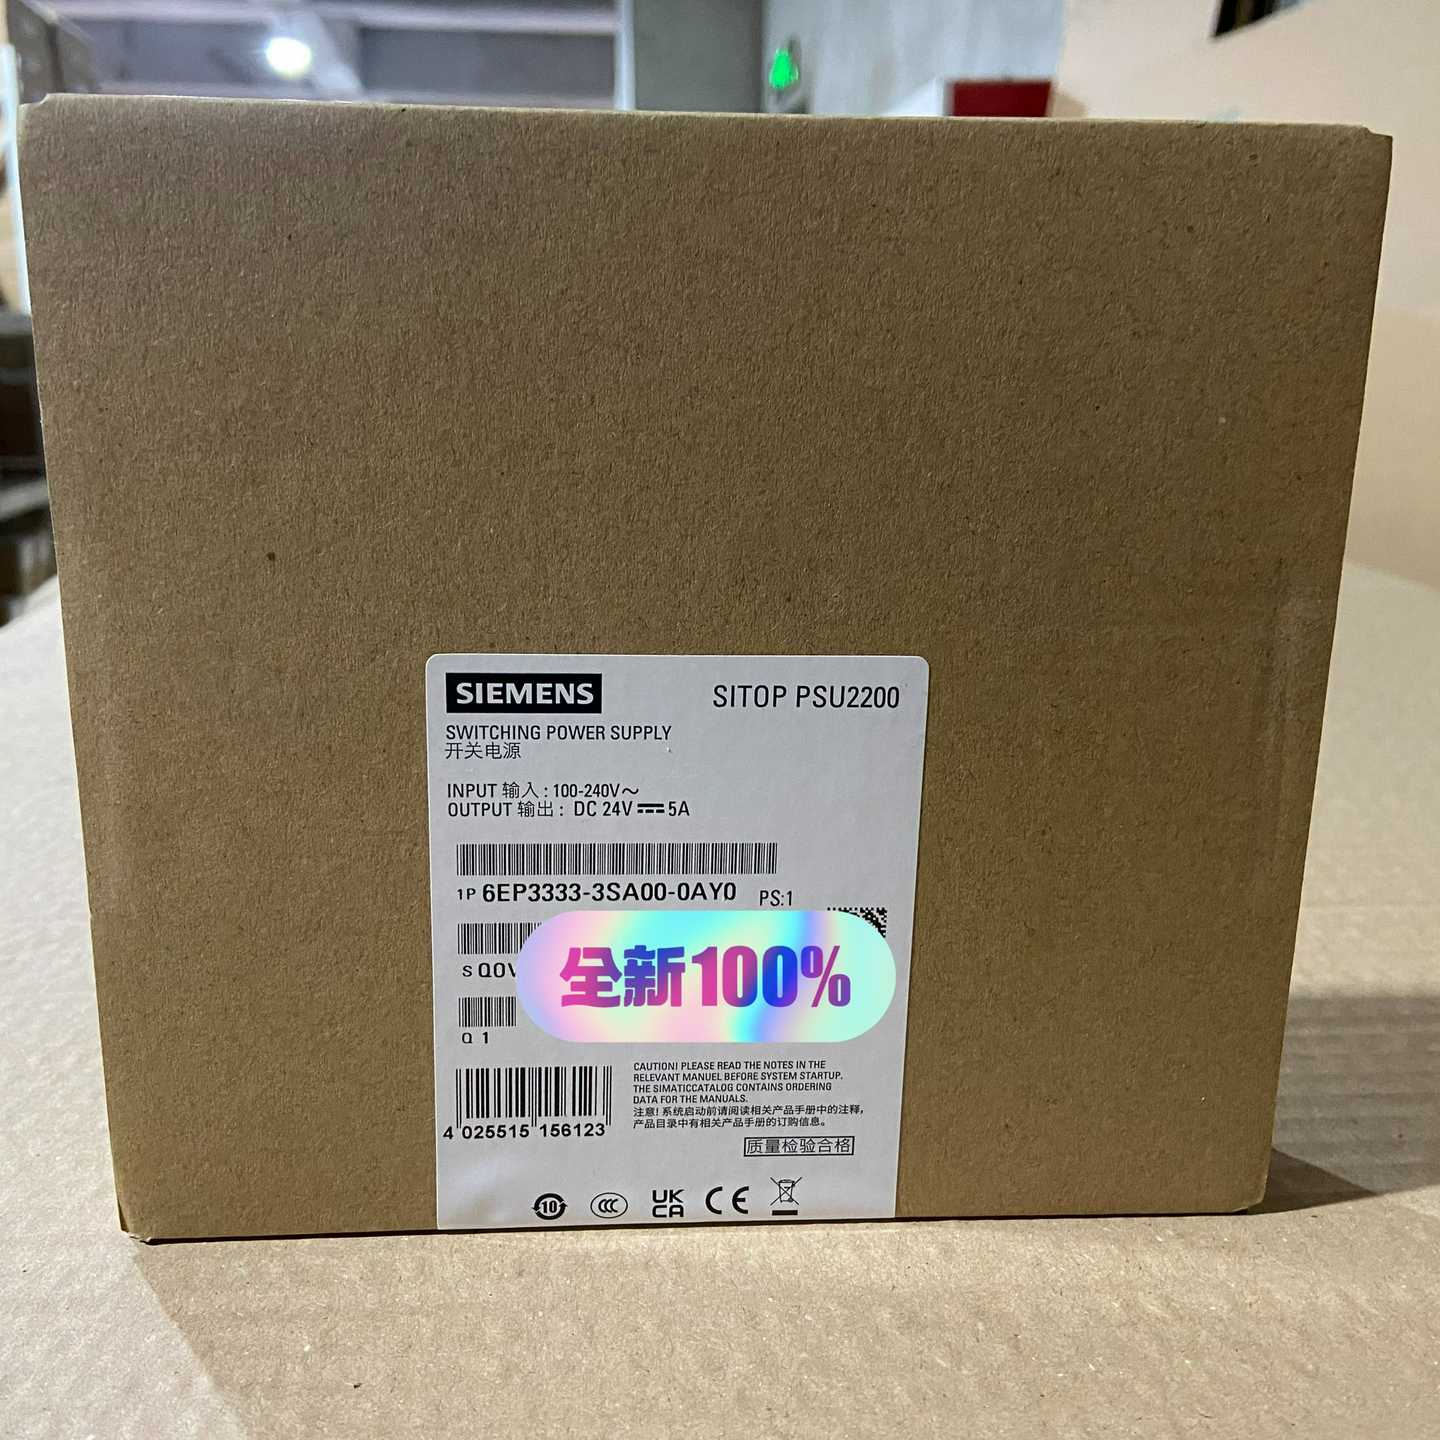 SIEMENS
SITOP PSU2200
SWITCHING POWER SUPPLY
开关电源
INPUT 输入 : 100-240V～
OUTPUT 输出 : DC 24V⎓5A
1P 6EP3333-3SA00-0AY0 PS:1
S Q0V
全新100%
Q 1
4 025515 156123
CAUTION! PLEASE READ THE NOTES IN THE
RELEVANT MANUEL BEFORE SYSTEM STARTUP.
THE SIMATICCATALOG CONTAINS ORDERING
DATA FOR THE MANUALS.
注意! 系统启动前请阅读相关产品手册中的注释，
产品目录中有相关产品手册的订购信息。
质量检验合格
10 CCC UK CA CE